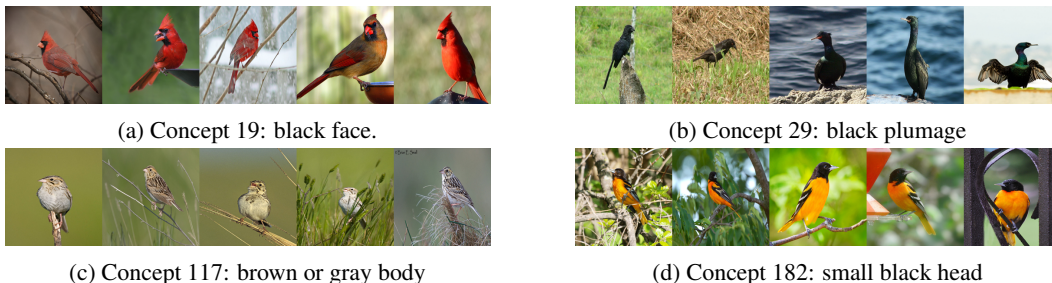 (a) Concept 19: black face.
(b) Concept 29: black plumage
(c) Concept 117: brown or gray body
(d) Concept 182: small black head